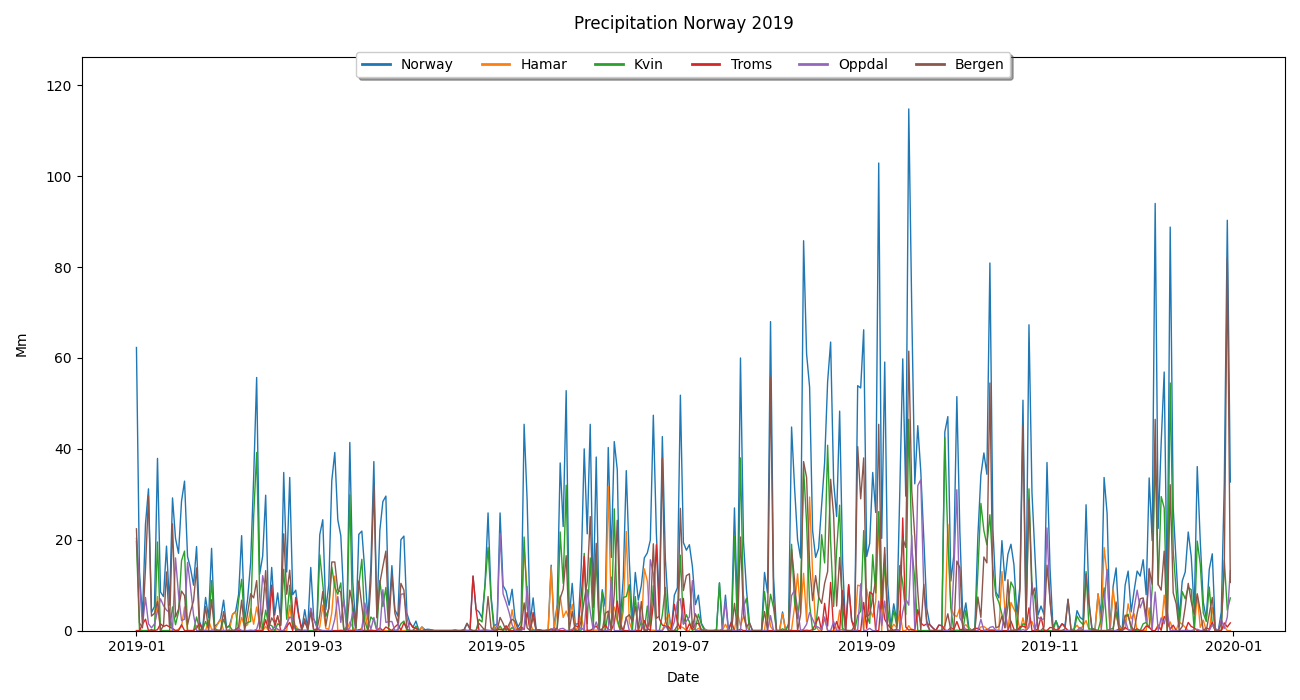 Precipitation Norway 2019
Norway Hamar Kvin Troms Oppdal Bergen
120
100
80
60
40
20
0
Mm
2019-01 2019-03 2019-05 2019-07 2019-09 2019-11 2020-01
Date